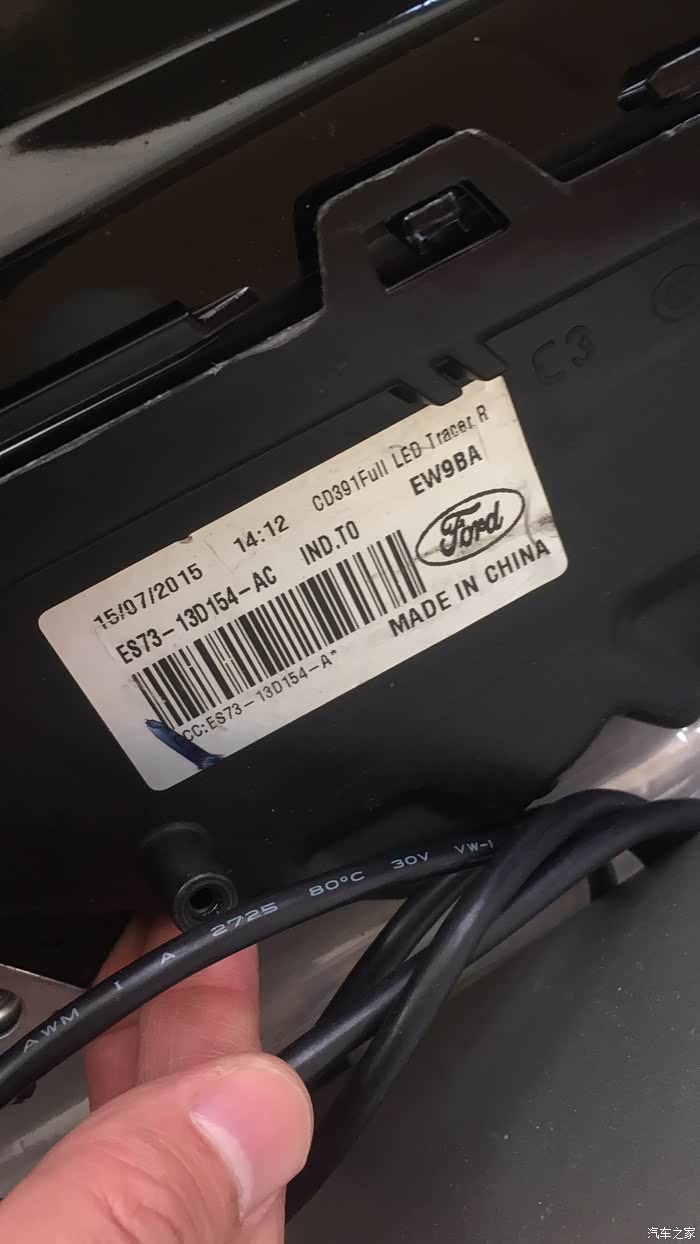 C3
15/07/2015 14:12 CD391Full LED Tracer R
ES73-13D154-AC IND.TO EW9BA
Ford
MADE IN CHINA
CC:ES73-13D154-A*
AWM I A 2725 80°C 30V VW-1
汽车之家